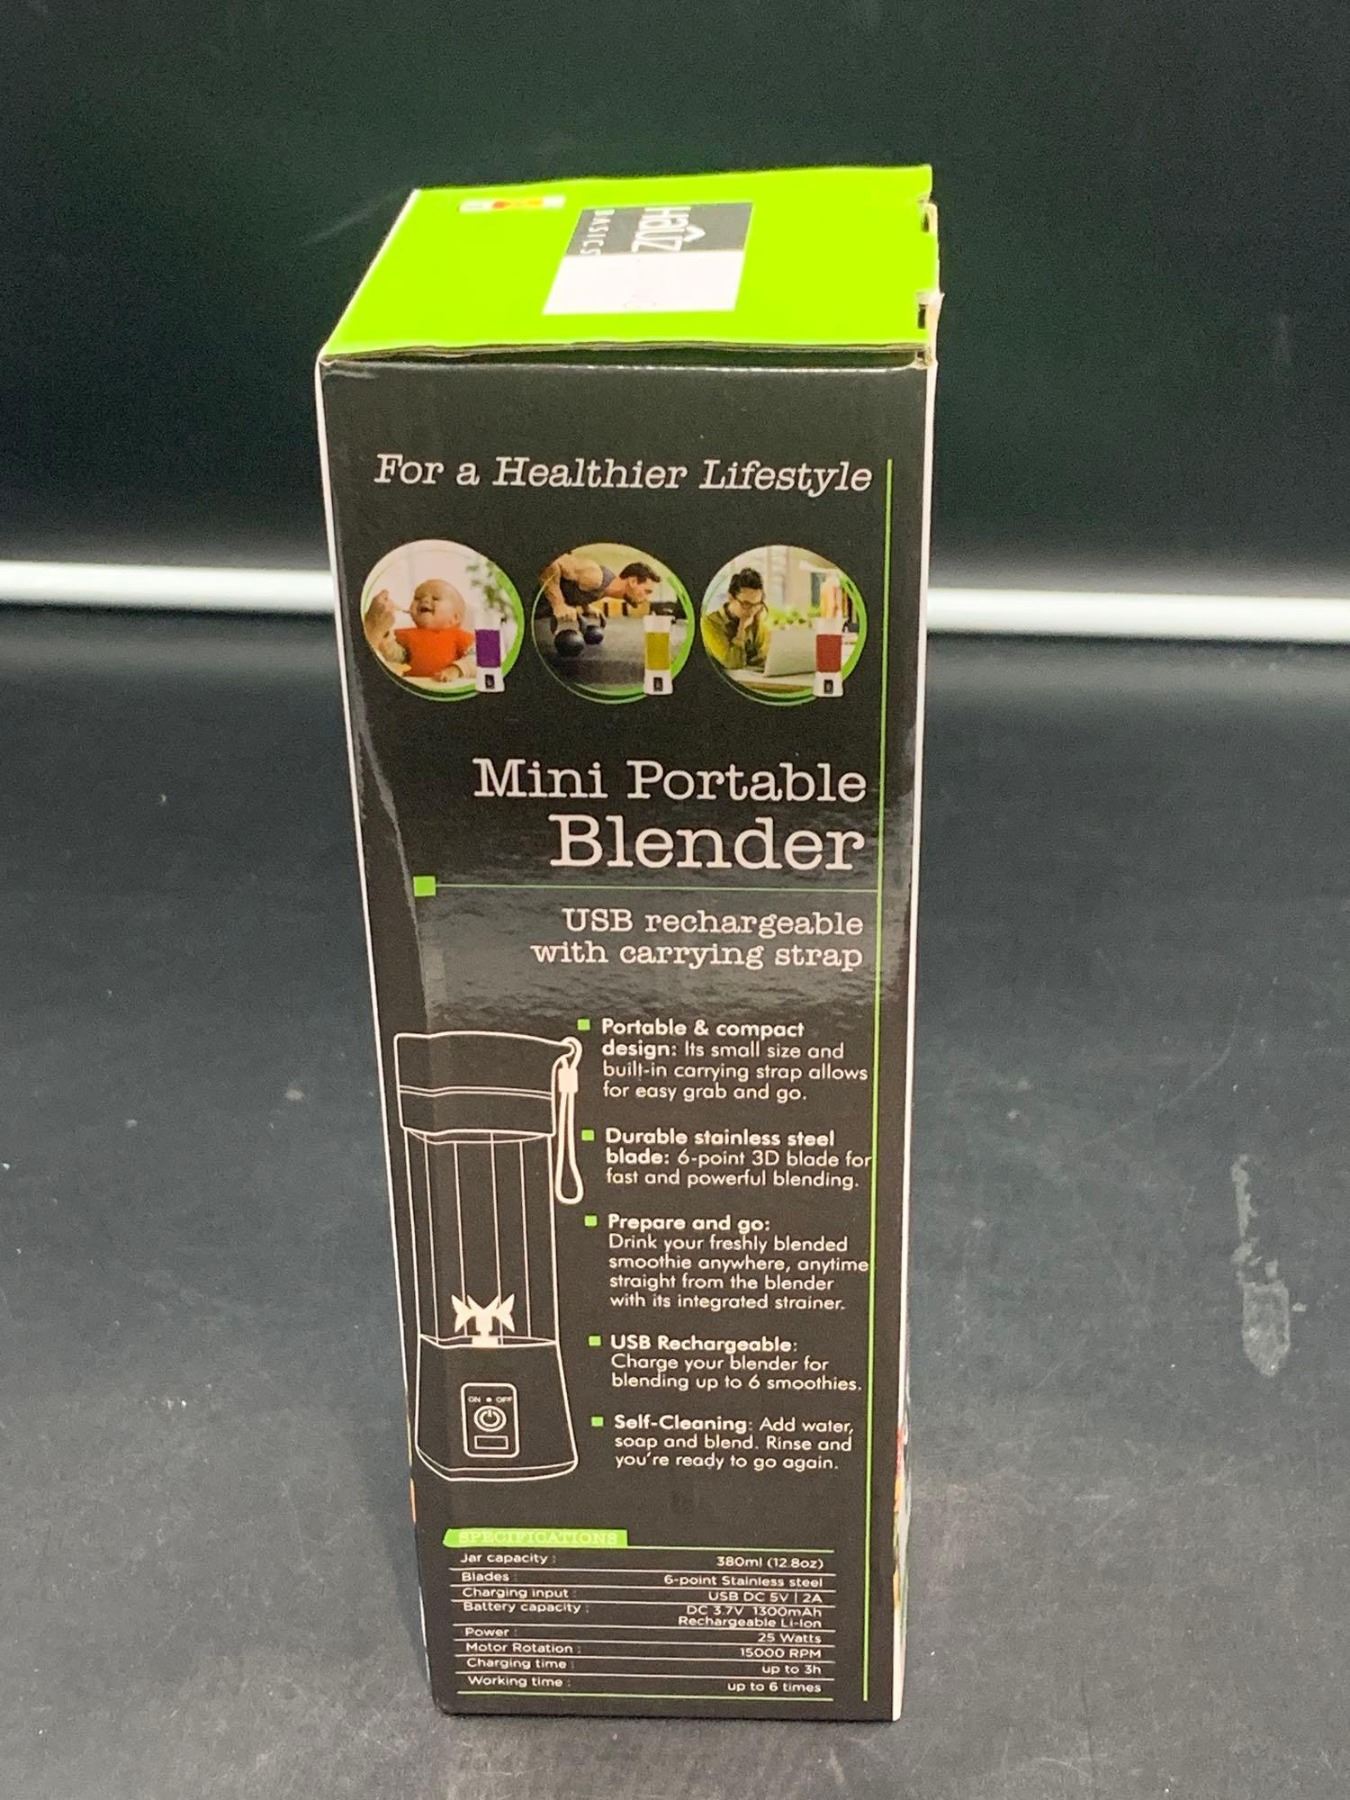 Haûz
BASICS
For a Healthier Lifestyle
Mini Portable
Blender
USB rechargeable
with carrying strap
Portable & compact
design: Its small size and
built-in carrying strap allows
for easy grab and go.
Durable stainless steel
blade: 6-point 3D blade for
fast and powerful blending.
Prepare and go:
Drink your freshly blended
smoothie anywhere, anytime
straight from the blender
with its integrated strainer.
USB Rechargeable:
Charge your blender for
blending up to 6 smoothies.
Self-Cleaning: Add water,
soap and blend. Rinse and
you're ready to go again.
ON OFF
SPECIFICATIONS
Jar capacity : 380ml (12.8oz)
Blades : 6-point Stainless steel
Charging input : USB DC 5V | 2A
Battery capacity : DC 3.7V 1300mAh
Rechargeable Li-Ion
Power : 25 Watts
Motor Rotation : 15000 RPM
Charging time : up to 3h
Working time : up to 6 times